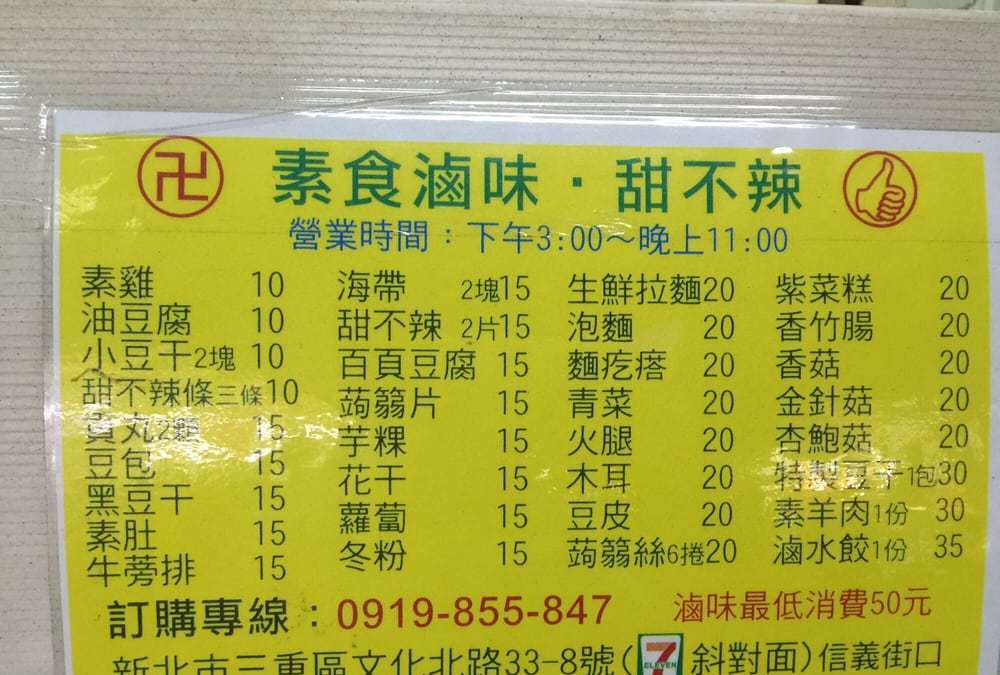 卍 素食滷味·甜不辣
營業時間:下午3:00~晚上11:00
素雞 10
油豆腐 10
小豆干2塊 10
甜不辣條三條10
貢丸2顆 15
豆包 15
黑豆干 15
素肚 15
牛蒡排 15
海帶 2塊15
甜不辣 2片15
百頁豆腐 15
蒟蒻片 15
芋粿 15
花干 15
蘿蔔 15
冬粉 15
生鮮拉麵20
泡麵 20
麵疙瘩 20
青菜 20
火腿 20
木耳 20
豆皮 20
蒟蒻絲6捲20
紫菜糕 20
香竹腸 20
香菇 20
金針菇 20
杏鮑菇 20
特製豆干1包30
素羊肉1份 30
滷水餃1份 35
訂購專線:0919-855-847 滷味最低消費50元
新北市三重區文化北路33-8號(7 ELEVEN 斜對面)信義街口